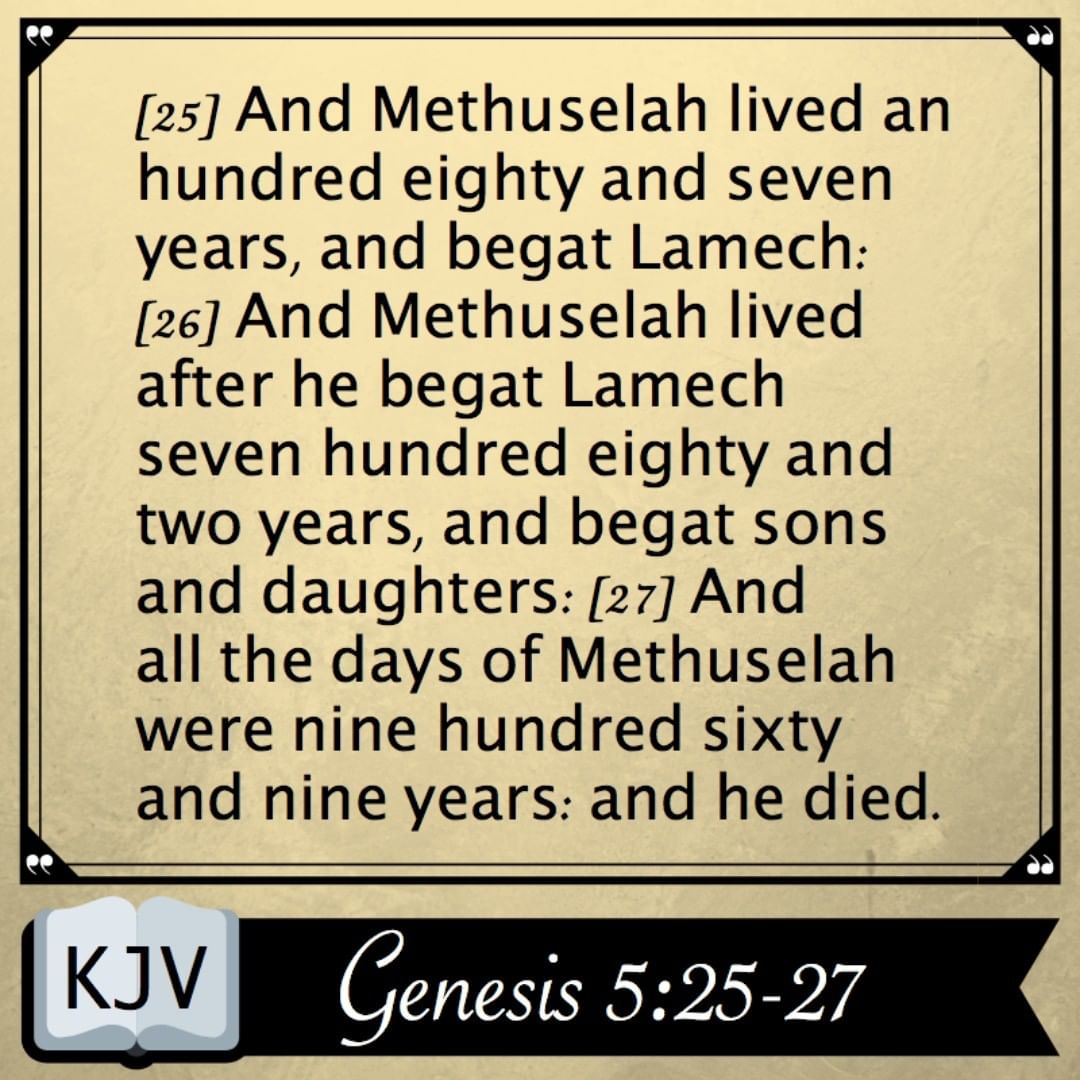 [25] And Methuselah lived an
hundred eighty and seven
years, and begat Lamech:
[26] And Methuselah lived
after he begat Lamech
seven hundred eighty and
two years, and begat sons
and daughters: [27] And
all the days of Methuselah
were nine hundred sixty
and nine years: and he died.
KJV
Genesis 5:25-27